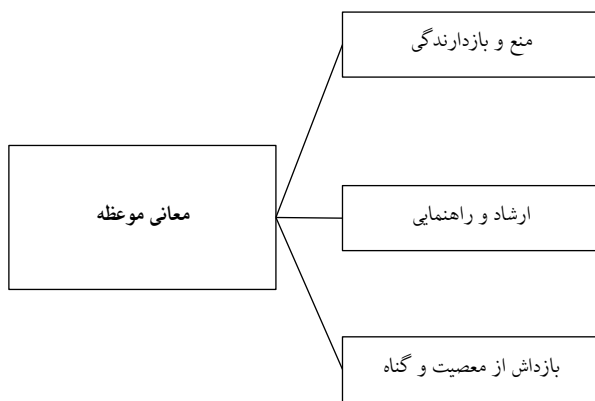 منع و بازدارندگی
معانی موعظه
ارشاد و راهنمایی
بازداش از معصیت و گناه